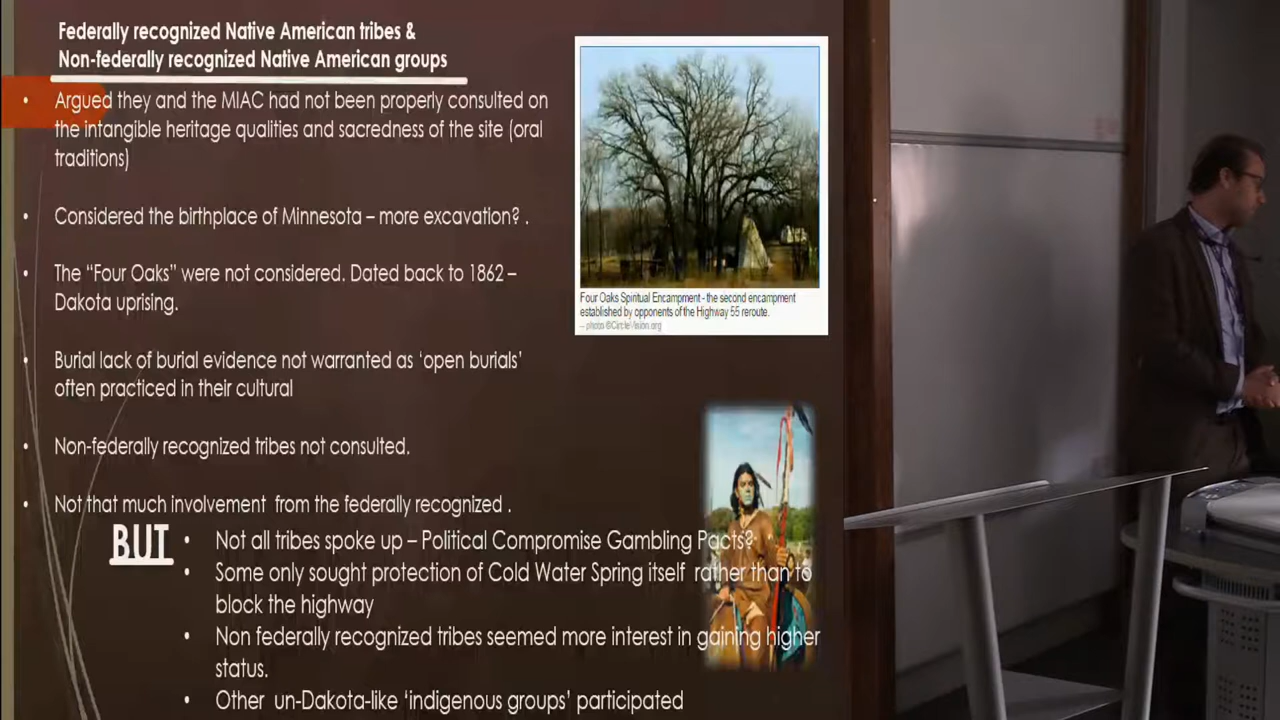 Federally recognized Native American tribes &
Non-federally recognized Native American groups
• Argued they and the MIAC had not been properly consulted on
the intangible heritage qualities and sacredness of the site (oral
traditions)
• Considered the birthplace of Minnesota – more excavation? .
• The “Four Oaks” were not considered. Dated back to 1862 –
Dakota uprising.
• Burial lack of burial evidence not warranted as ‘open burials’
often practiced in their cultural
• Non-federally recognized tribes not consulted.
• Not that much involvement from the federally recognized .
BUT
• Not all tribes spoke up – Political Compromise Gambling Pacts?
• Some only sought protection of Cold Water Spring itself rather than to
block the highway
• Non federally recognized tribes seemed more interest in gaining higher
status.
• Other un-Dakota-like ‘indigenous groups’ participated
Four Oaks Spiritual Encampment - the second encampment
established by opponents of the Highway 55 reroute.
-- photo ©CircleVision.org